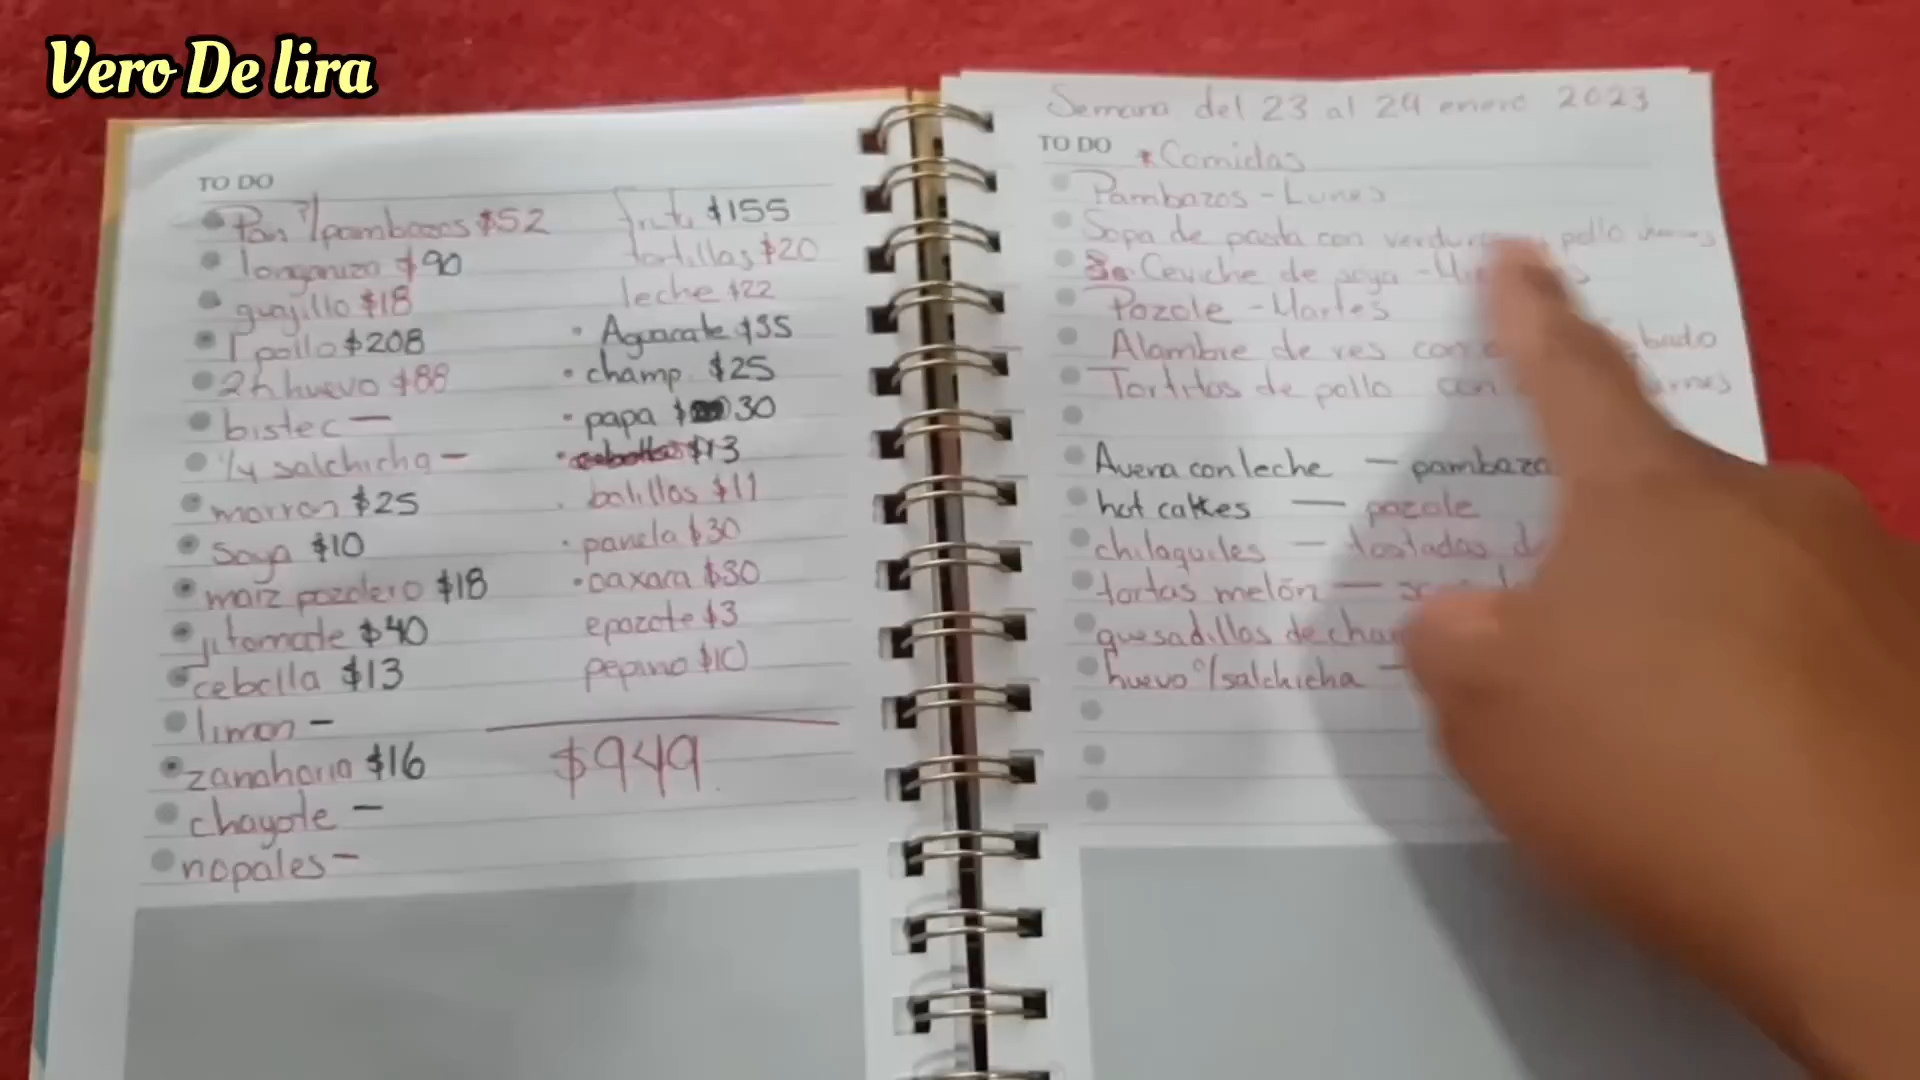 Vero De lira
TO DO
Pan p/pambazos $52
longaniza $90
guajillo $18
1 pollo $208
2k huevo $88
bistec —
1/4 salchicha —
morron $25
Soya $10
maiz pozolero $18
jitomate $40
cebolla $13
limon —
zanahoria $16
chayote —
nopales —
fruta $155
tortillas $20
leche $22
Aguacate $35
champ. $25
papa $ 30
cebollas $13
bolillos $11
panela $30
oaxaca $30
epazote $3
pepino $10
$949
Semana del 23 al 29 enero 2023
TO DO *Comidas
Pambazos - Lunes
Sopa de pasta con pollo
Ceviche de soya -
Pozole - Martes
Alambre de res con
Tortitas de pollo con
Avena con leche — pambazo
hot cakes — pozole
chilaquiles — tostadas
tortas melón —
quesadillas de
huevo c/salchicha —